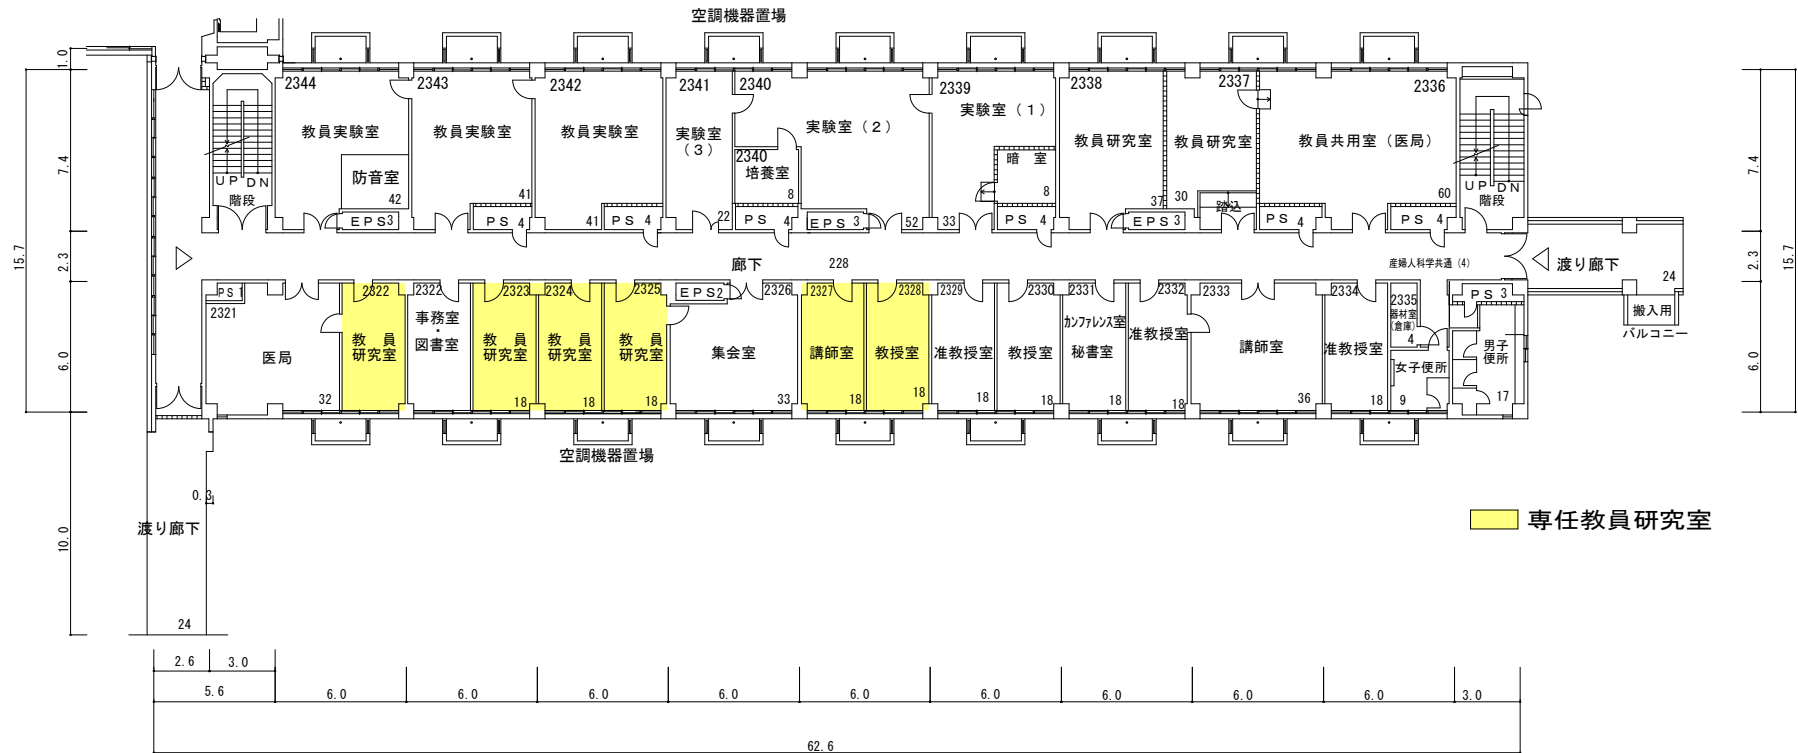 空調機器置場
1.0
7.4
15.7
2.3
6.0
10.0
7.4
2.3
15.7
6.0
UP DN
階段
2344
教員実験室
防音室
42
EPS3
2343
教員実験室
41
PS 4
2342
教員実験室
41
PS 4
2341
実験室
(3)
22
2340
実験室(2)
2340
培養室
8
PS 4
EPS 3
52
2339
実験室(1)
暗 室
8
33
PS 4
2338
教員研究室
37
EPS3
2337
教員研究室
30
踏込
PS 4
2336
教員共用室(医局)
60
PS 4
UP DN
階段
廊下
228
産婦人科学共通(4)
渡り廊下
24
搬入用
バルコニー
PS1
2321
医局
32
2322
教 員
研究室
2322
事務室
・
図書室
2323
教 員
研究室
18
2324
教 員
研究室
18
2325
教 員
研究室
18
EPS2
2326
集会室
33
2327
講師室
18
2328
教授室
18
2329
准教授室
18
2330
教授室
18
2331
カンファレンス室
秘書室
18
2332
准教授室
18
2333
講師室
36
2334
准教授室
18
2335
器材室
(倉庫)
4
女子便所
9
PS 3
男子
便所
17
空調機器置場
0.3
渡り廊下
24
専任教員研究室
2.6
3.0
5.6
6.0
6.0
6.0
6.0
6.0
6.0
6.0
6.0
6.0
3.0
62.6